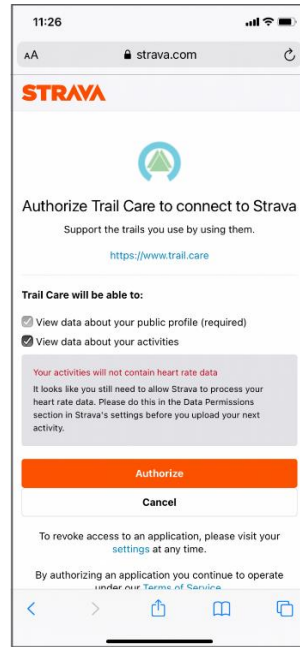 11:26
AA strava.com
STRAVA
Authorize Trail Care to connect to Strava
Support the trails you use by using them.
https://www.trail.care
Trail Care will be able to:
View data about your public profile (required)
View data about your activities
Your activities will not contain heart rate data
It looks like you still need to allow Strava to process your
heart rate data. Please do this in the Data Permissions
section in Strava's settings before you upload your next
activity.
Authorize
Cancel
To revoke access to an application, please visit your
settings at any time.
By authorizing an application you continue to operate
under our Terms of Service